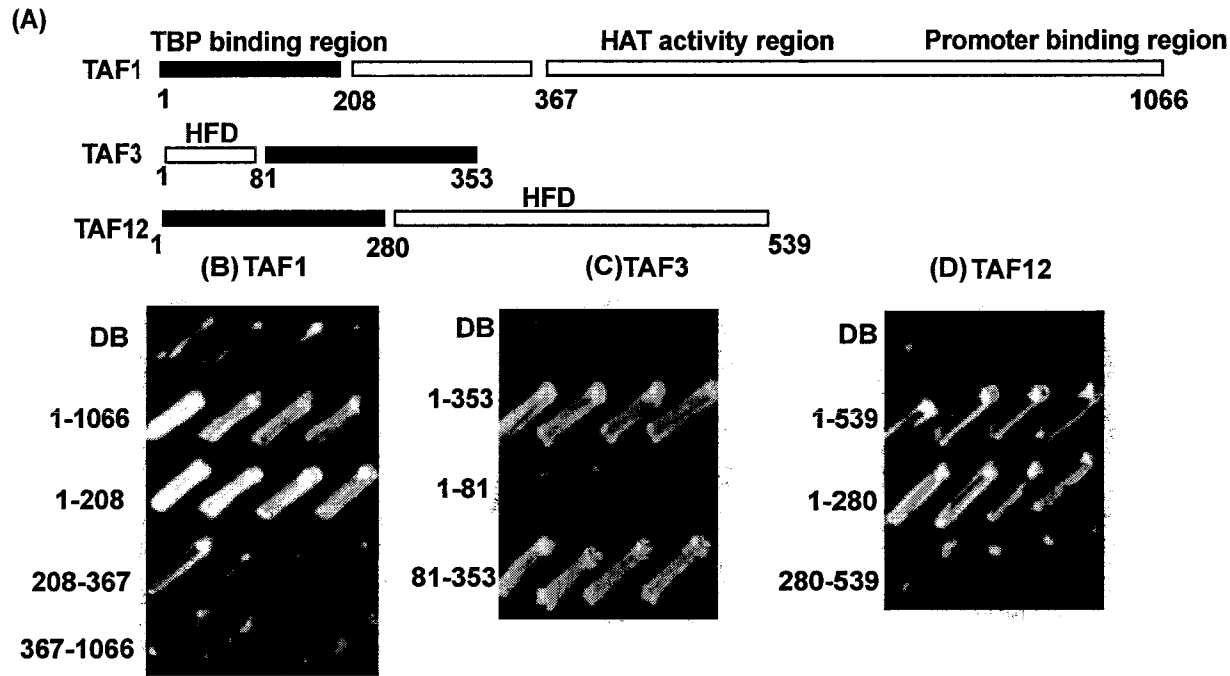 (A)
TBP binding region HAT activity region Promoter binding region
TAF1
1 208 367 1066
HFD
TAF3
1 81 353
HFD
TAF12
1 280 539
(B) TAF1 (C)TAF3 (D) TAF12
DB
1-1066
1-208
208-367
367-1066
DB
1-353
1-81
81-353
DB
1-539
1-280
280-539